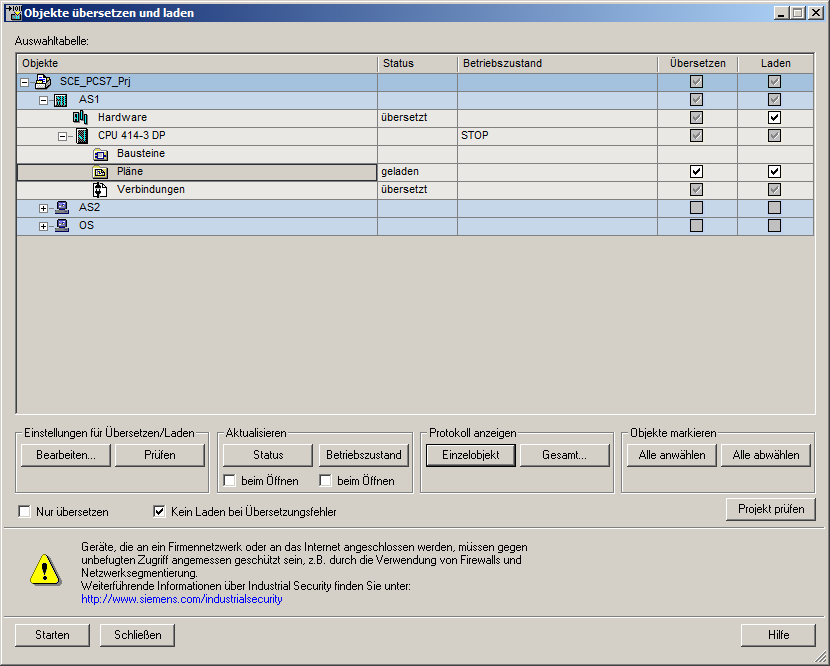 Objekte übersetzen und laden
Auswahltabelle:
Objekte Status Betriebszustand Übersetzen Laden
SCE_PCS7_Prj
AS1
Hardware übersetzt
CPU 414-3 DP STOP
Bausteine
Pläne geladen
Verbindungen übersetzt
AS2
OS
Einstellungen für Übersetzen/Laden Aktualisieren Protokoll anzeigen Objekte markieren
Bearbeiten... Prüfen Status Betriebszustand Einzelobjekt Gesamt... Alle anwählen Alle abwählen
beim Öffnen beim Öffnen
Nur übersetzen Kein Laden bei Übersetzungsfehler Projekt prüfen
Geräte, die an ein Firmennetzwerk oder an das Internet angeschlossen werden, müssen gegen
unbefugten Zugriff angemessen geschützt sein, z.B. durch die Verwendung von Firewalls und
Netzwerksegmentierung.
Weiterführende Informationen über Industrial Security finden Sie unter:
http://www.siemens.com/industrialsecurity
Starten Schließen Hilfe